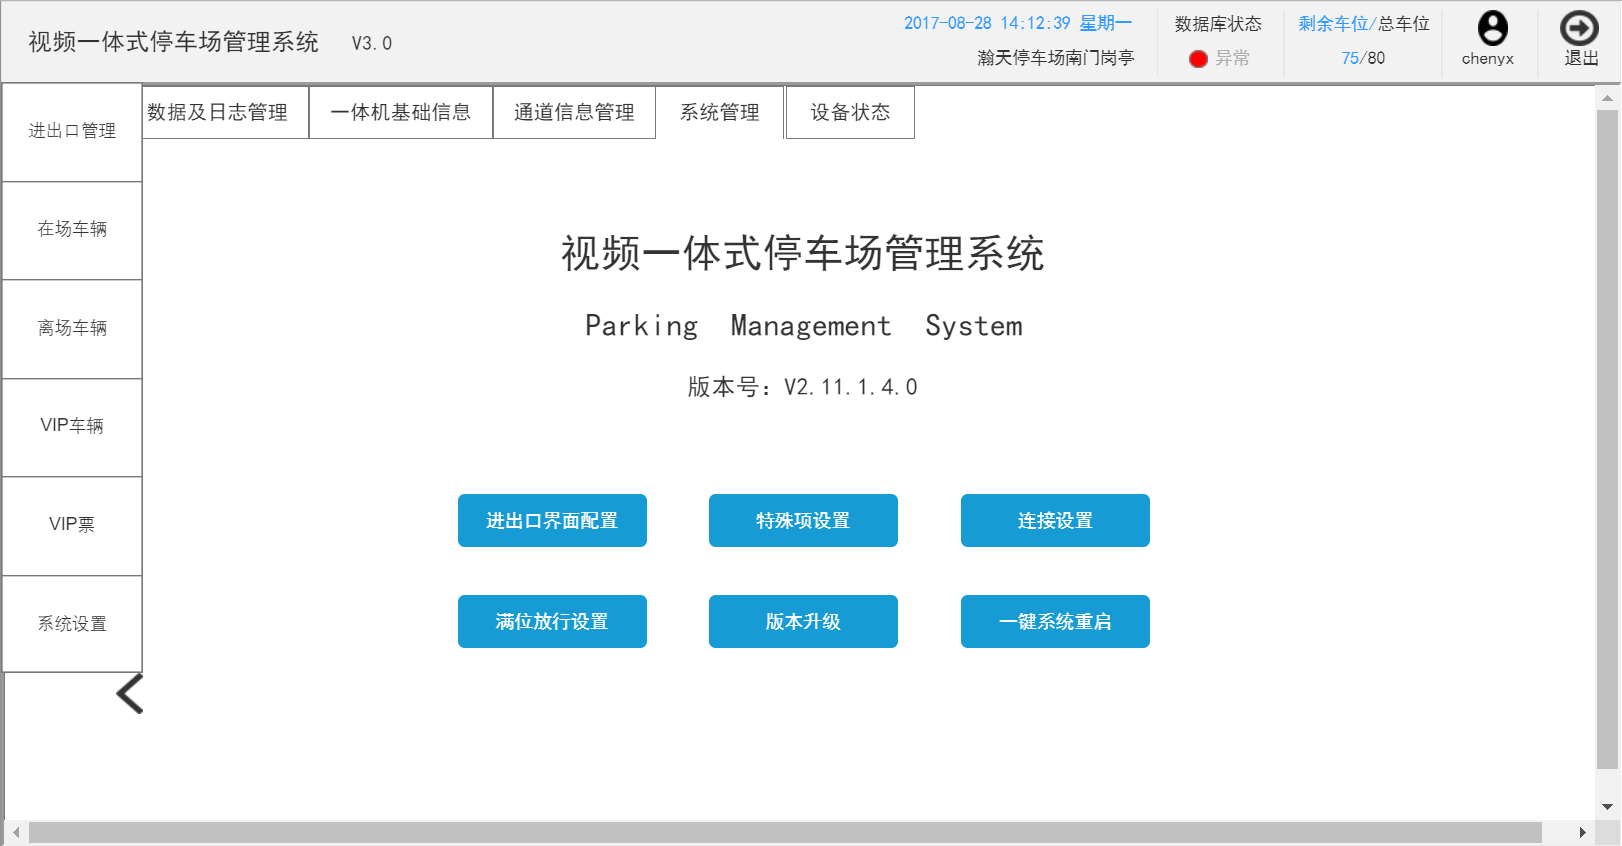 视频一体式停车场管理系统 V3.0
2017-08-28 14:12:39 星期一
瀚天停车场南门岗亭
数据库状态
异常
剩余车位/总车位
75/80
chenyx
退出
数据及日志管理
一体机基础信息
通道信息管理
系统管理
设备状态
进出口管理
在场车辆
离场车辆
VIP车辆
VIP票
系统设置
视频一体式停车场管理系统
Parking Management System
版本号：V2.11.1.4.0
进出口界面配置
特殊项设置
连接设置
满位放行设置
版本升级
一键系统重启